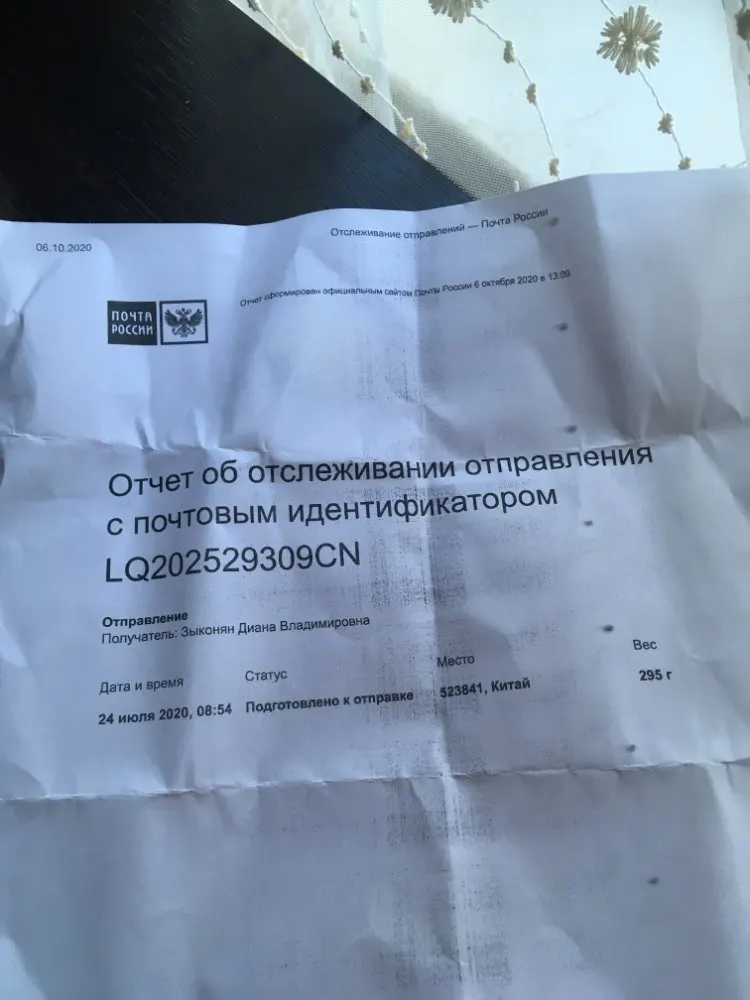 06.10.2020
Отслеживание отправлений — Почта России
Отчет сформирован официальным сайтом Почты России 6 октября 2020 в 13:09
ПОЧТА
РОССИИ
Отчет об отслеживании отправления
с почтовым идентификатором
LQ202529309CN
Отправление
Получатель: Зыконян Диана Владимировна
Дата и время Статус Место Вес
24 июля 2020, 08:54 Подготовлено к отправке 523841, Китай 295 г